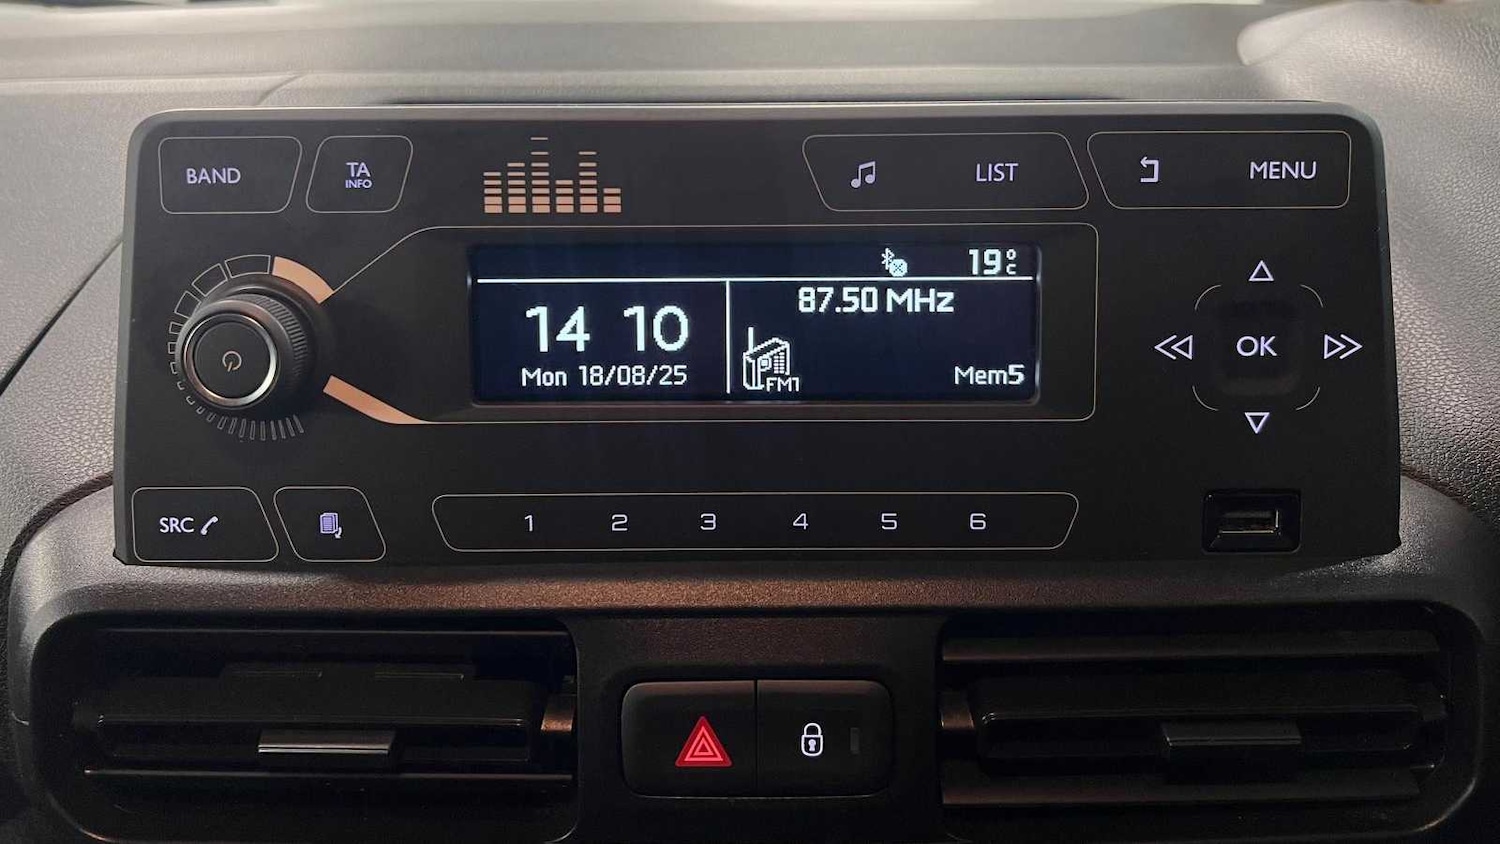 BAND
TA
INFO
LIST
MENU
19°C
87.50 MHz
14 10
Mon 18/08/25
FM1
Mem5
OK
SRC
1 2 3 4 5 6